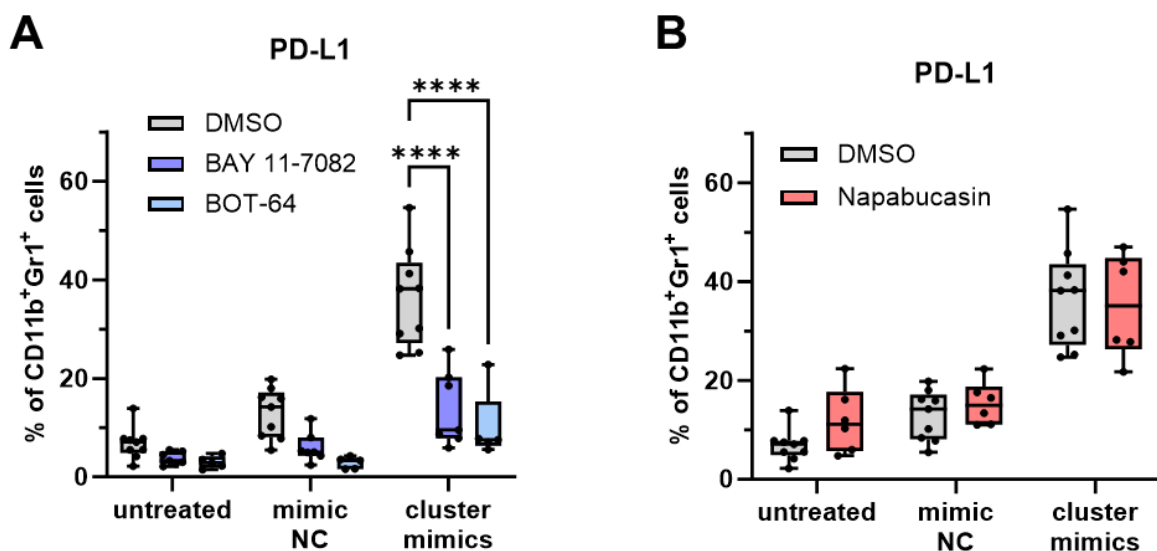 A
PD-L1
****
****
DMSO
BAY 11-7082
BOT-64
% of CD11b⁺Gr1⁺ cells
60
40
20
0
untreated
mimic
NC
cluster
mimics
B
PD-L1
DMSO
Napabucasin
% of CD11b⁺Gr1⁺ cells
60
40
20
0
untreated
mimic
NC
cluster
mimics